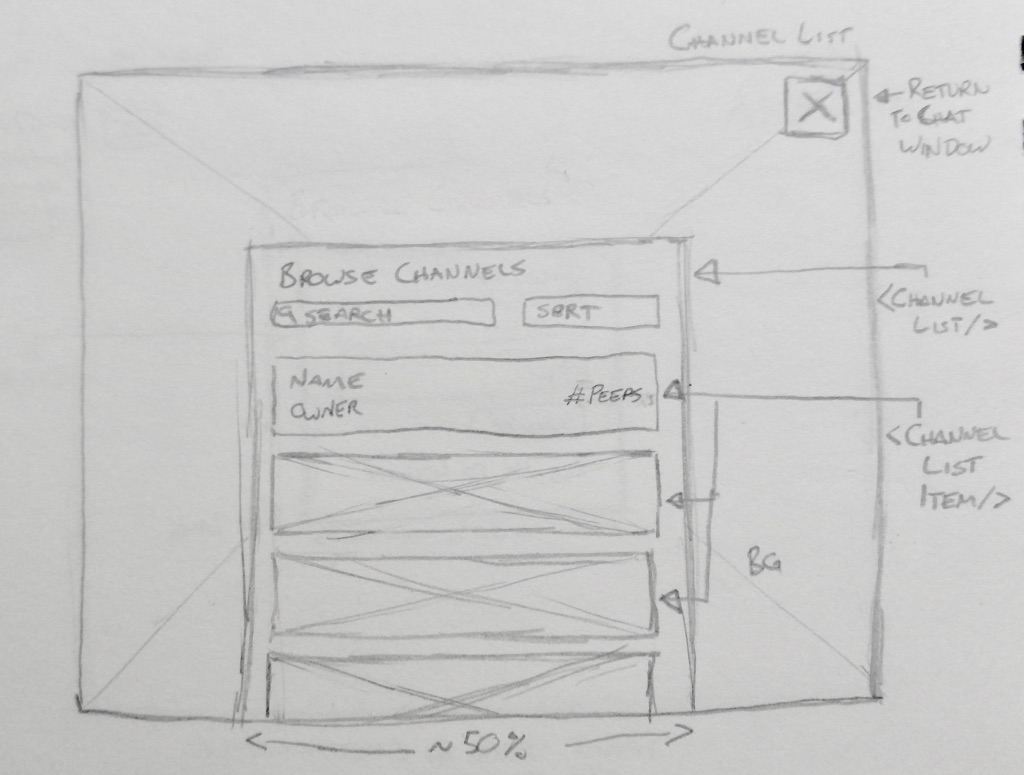 CHANNEL LIST
X
RETURN
TO CHAT
WINDOW
BROWSE CHANNELS
SEARCH
SORT
<CHANNEL
LIST/>
NAME
OWNER
#PEEPS
<CHANNEL
LIST
ITEM/>
BG
~50%